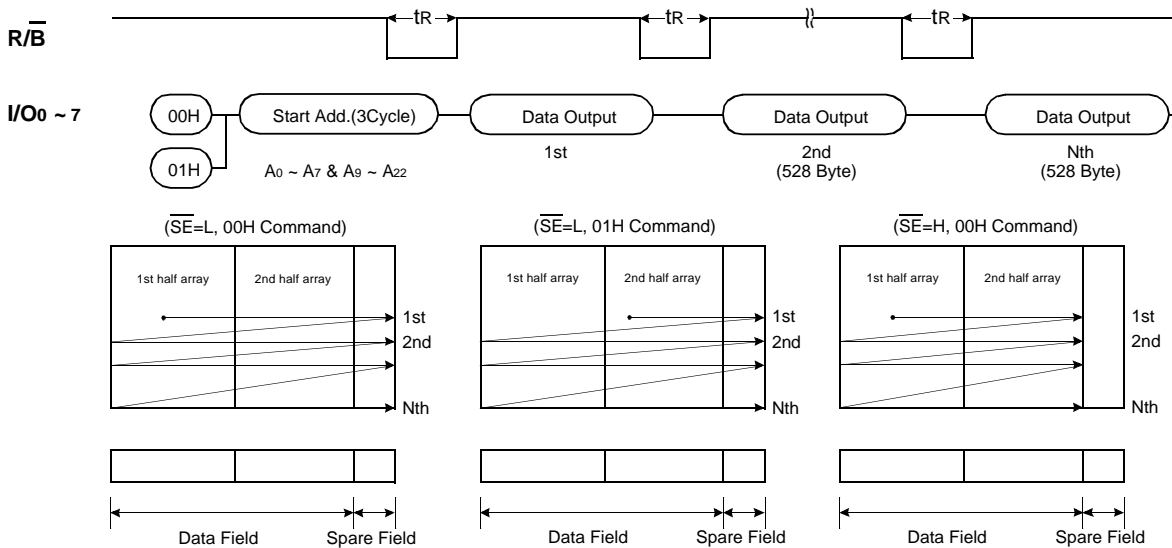 R/B
tR tR tR
I/O0 ~ 7
00H Start Add.(3Cycle) Data Output Data Output Data Output
01H
A0 ~ A7 & A9 ~ A22
1st 2nd Nth
(528 Byte) (528 Byte)
(SE=L, 00H Command) (SE=L, 01H Command) (SE=H, 00H Command)
1st half array 2nd half array 1st half array 2nd half array 1st half array 2nd half array
1st 1st 1st
2nd 2nd 2nd
Nth Nth Nth
Data Field Spare Field Data Field Spare Field Data Field Spare Field